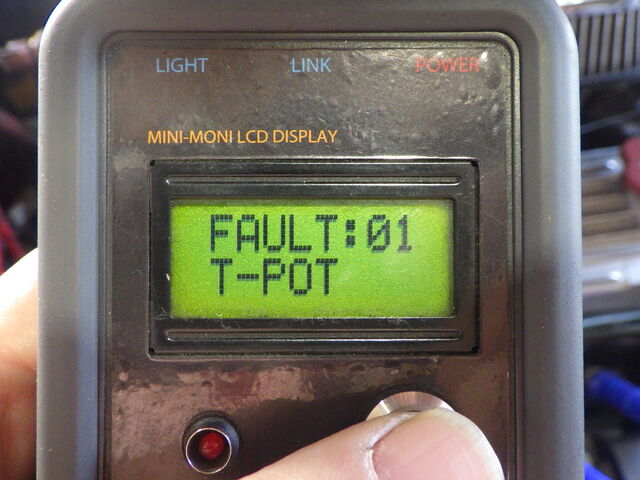 LIGHT LINK POWER
MINI-MONI LCD DISPLAY
FAULT:01
T-POT